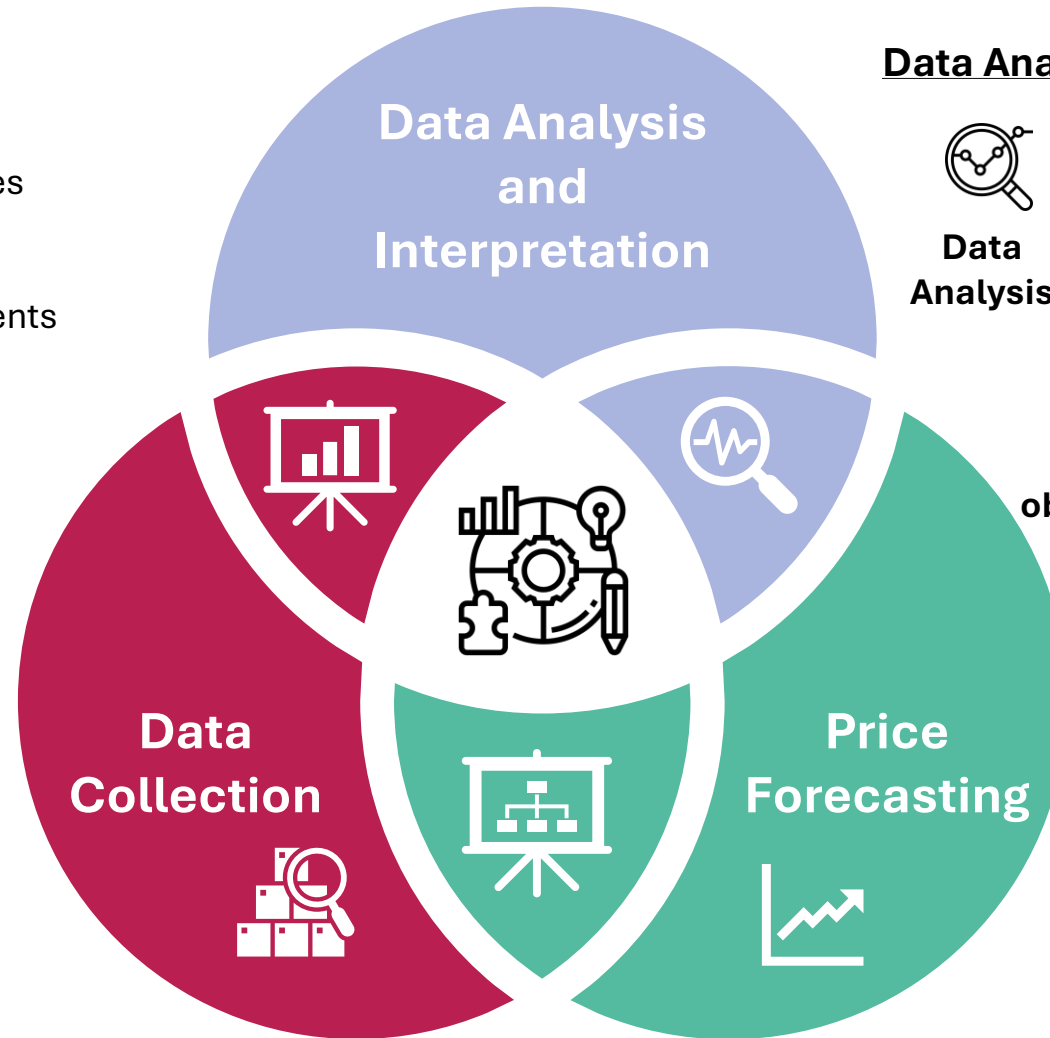 es
ents
Data Analysis
and
Interpretation
Data Ana
Data
Analysis
ob
Data
Collection
Price
Forecasting